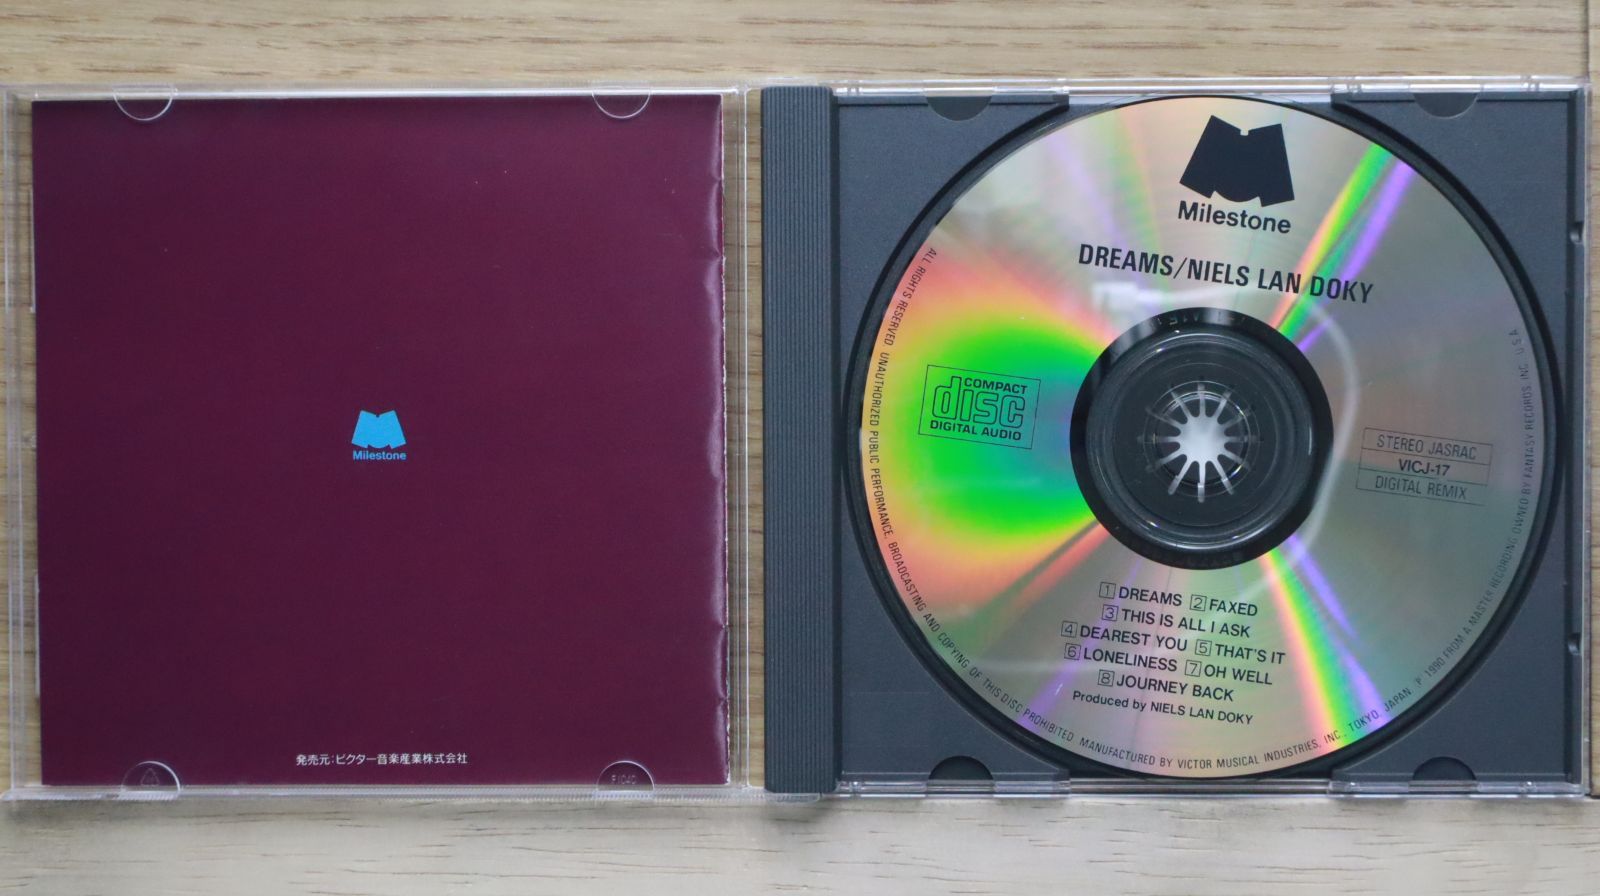 Milestone
発売元:ビクター音楽産業株式会社
Milestone
DREAMS/NIELS LAN DOKY
COMPACT
disc
DIGITAL AUDIO
STEREO JASRAC
VICJ-17
DIGITAL REMIX
1 DREAMS 2 FAXED
3 THIS IS ALL I ASK
4 DEAREST YOU 5 THAT'S IT
6 LONELINESS 7 OH WELL
8 JOURNEY BACK
Produced by NIELS LAN DOKY
ALL RIGHTS RESERVED. UNAUTHORIZED PUBLIC PERFORMANCE, BROADCASTING AND COPYING OF THIS DISC PROHIBITED. MANUFACTURED BY VICTOR MUSICAL INDUSTRIES, INC., TOKYO, JAPAN. ℗ 1990 FROM A MASTER RECORDING OWNED BY FANTASY RECORDS, INC. U.S.A.